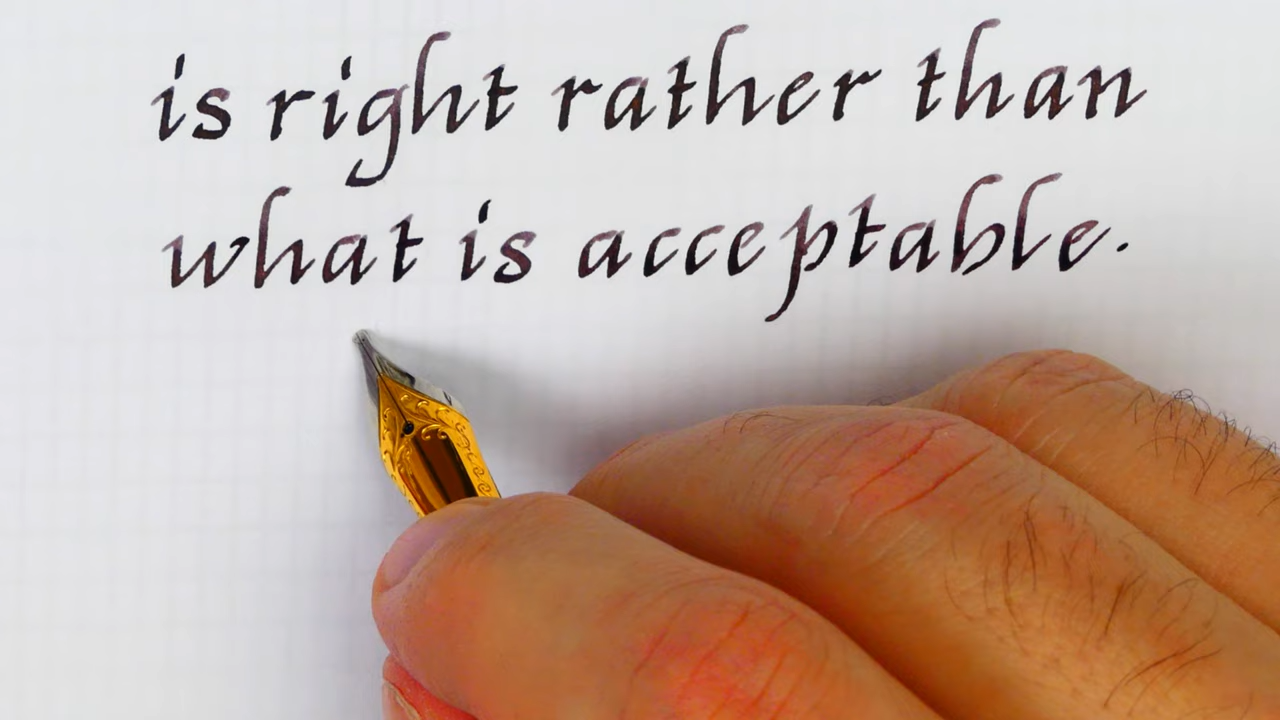 is right rather than
what is acceptable.